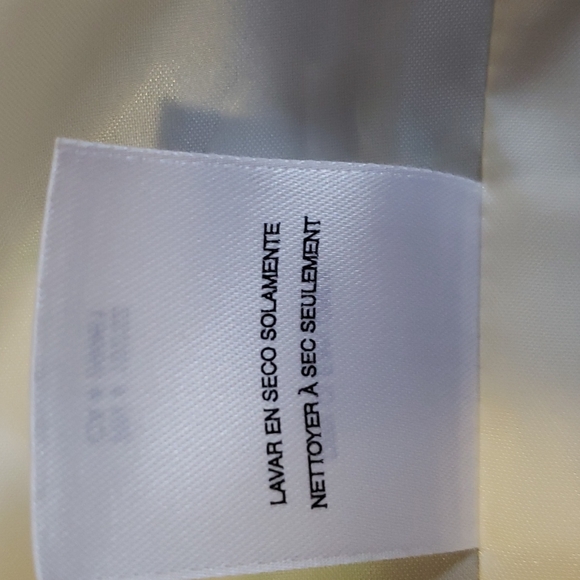 LAVAR EN SECO SOLAMENTE
NETTOYER À SEC SEULEMENT